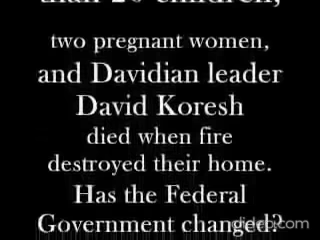 than 20 children,
two pregnant women,
and Davidian leader
David Koresh
died when fire
destroyed their home.
Has the Federal
Government changed?